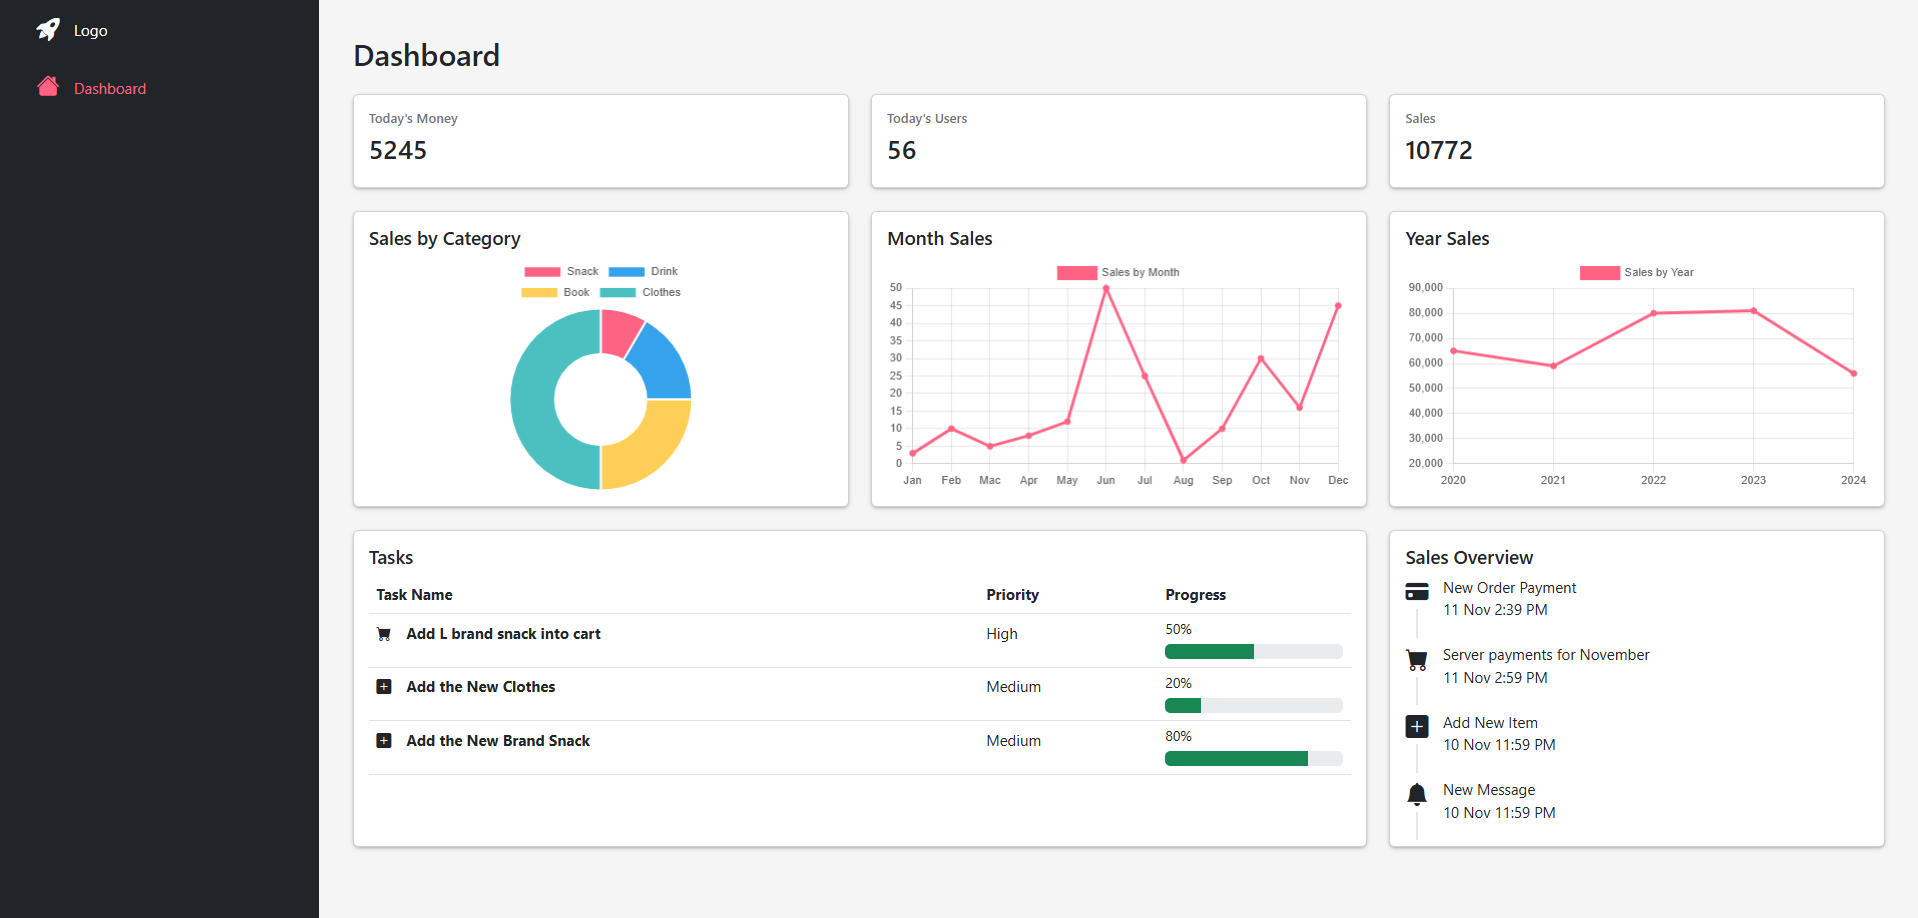 Logo
Dashboard
Dashboard
Today's Money
5245
Today's Users
56
Sales
10772
Sales by Category
Snack Drink
Book Clothes
Month Sales
Sales by Month
50
45
40
35
30
25
20
15
10
5
0
Jan Feb Mac Apr May Jun Jul Aug Sep Oct Nov Dec
Year Sales
Sales by Year
90,000
80,000
70,000
60,000
50,000
40,000
30,000
20,000
2020 2021 2022 2023 2024
Tasks
Task Name Priority Progress
Add L brand snack into cart High 50%
Add the New Clothes Medium 20%
Add the New Brand Snack Medium 80%
Sales Overview
New Order Payment
11 Nov 2:39 PM
Server payments for November
11 Nov 2:59 PM
Add New Item
10 Nov 11:59 PM
New Message
10 Nov 11:59 PM